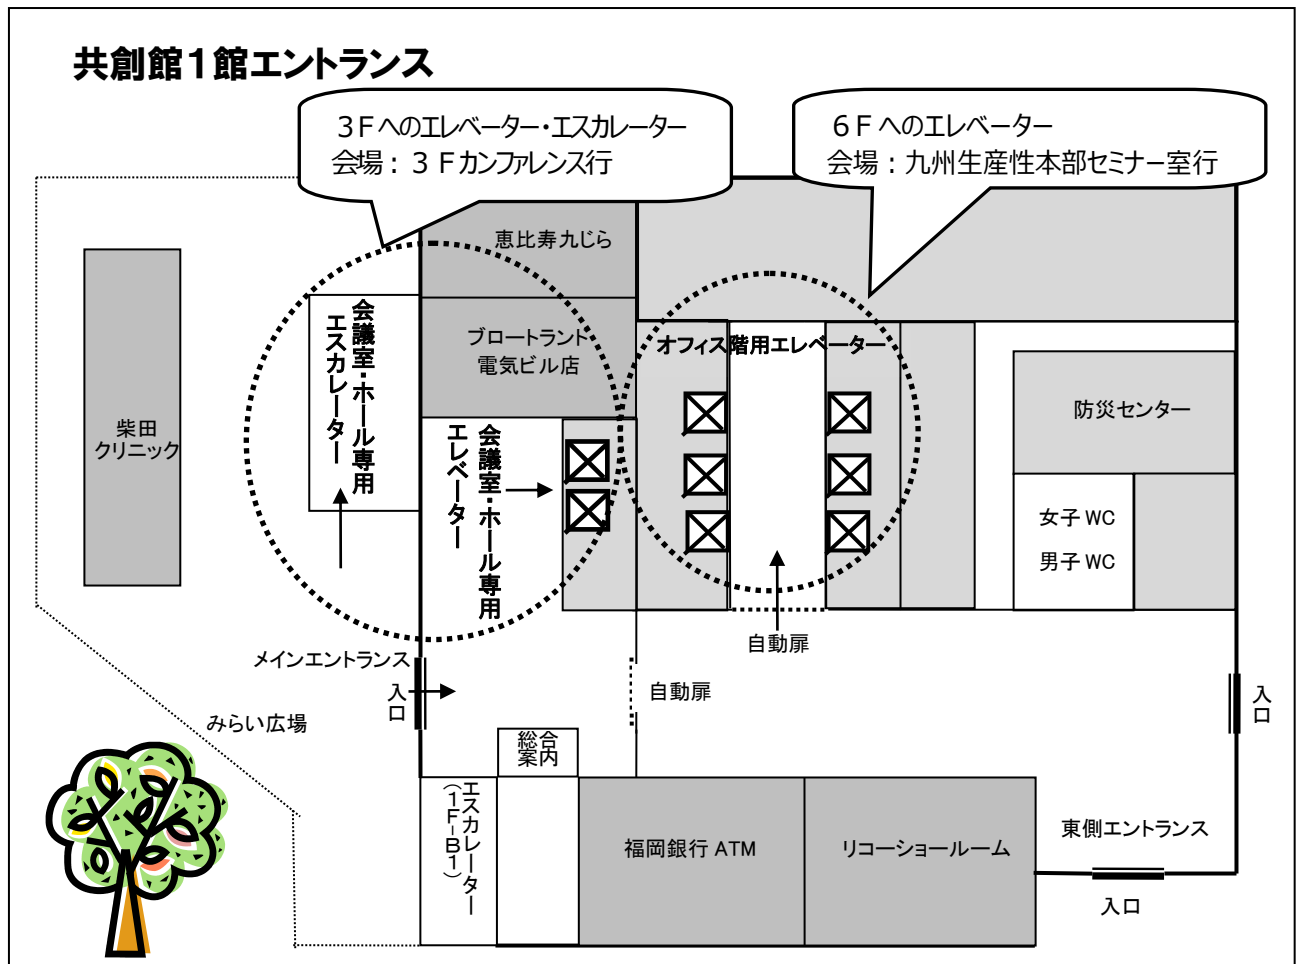 共創館１館エントランス
３Ｆへのエレベーター・エスカレーター
会場：３Ｆカンファレンス行
６Ｆへのエレベーター
会場：九州生産性本部セミナー室行
恵比寿九じら
ブロートラント
電気ビル店
会議室・ホール専用
エスカレーター
会議室・ホール専用
エレベーター
オフィス階用エレベーター
柴田
クリニック
防災センター
女子 WC
男子 WC
自動扉
メインエントランス
入口
自動扉
入口
みらい広場
総合
案内
エスカレーター
（１Ｆ-Ｂ１）
福岡銀行 ATM
リコーショールーム
東側エントランス
入口